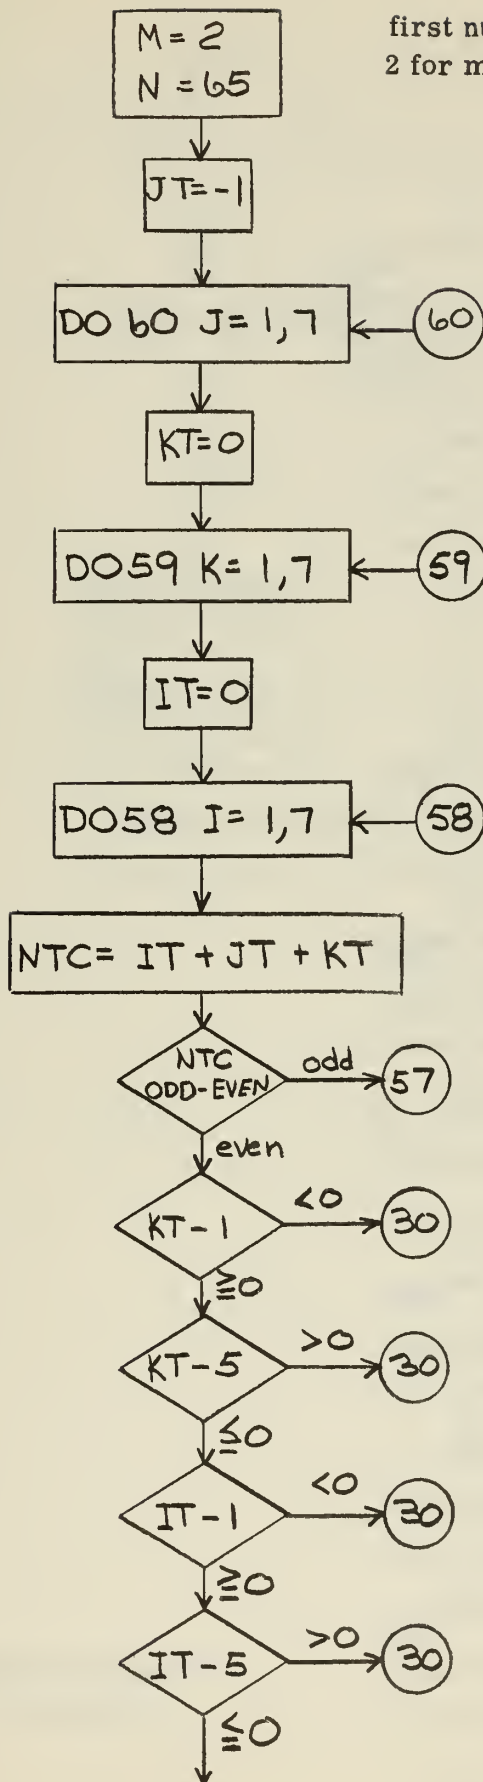 M = 2
N = 65
first nu
2 for m
JT=-1
DO 60 J= 1,7
60
KT=0
DO59 K= 1,7
59
IT=0
DO58 I= 1,7
58
NTC= IT + JT + KT
NTC
ODD-EVEN
odd
57
even
KT-1
<0
30
≧0
KT-5
>0
30
≦0
IT-1
<0
30
≧0
IT-5
>0
30
≦0